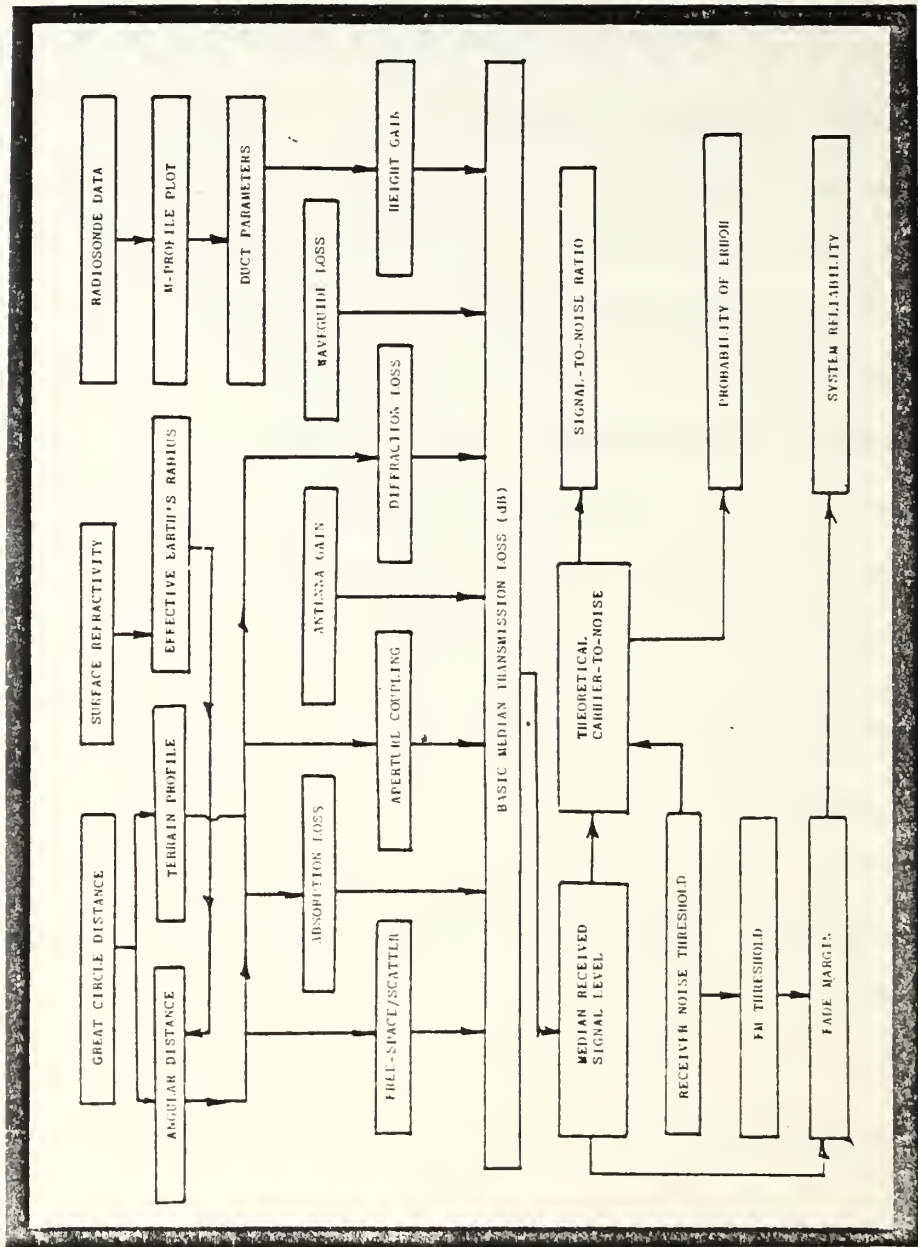 GREAT CIRCLE DISTANCE
SURFACE REFRACTIVITY
RADIOSONDE DATA
ANGULAR DISTANCE
TERRAIN PROFILE
EFFECTIVE EARTH'S RADIUS
M-PROFILE PLOT
DUCT PARAMETERS
ABSORPTION LOSS
ANTENNA GAIN
WAVEGUIDE LOSS
FREE-SPACE/SCATTER
APERTURE COUPLING
DIFFRACTION LOSS
HEIGHT GAIN
BASIC MEDIAN TRANSMISSION LOSS (dB)
MEDIAN RECEIVED
SIGNAL LEVEL
THEORETICAL
CARRIER-TO-NOISE
SIGNAL-TO-NOISE RATIO
RECEIVER NOISE THRESHOLD
PROBABILITY OF ERROR
FM THRESHOLD
FADE MARGIN
SYSTEM RELIABILITY